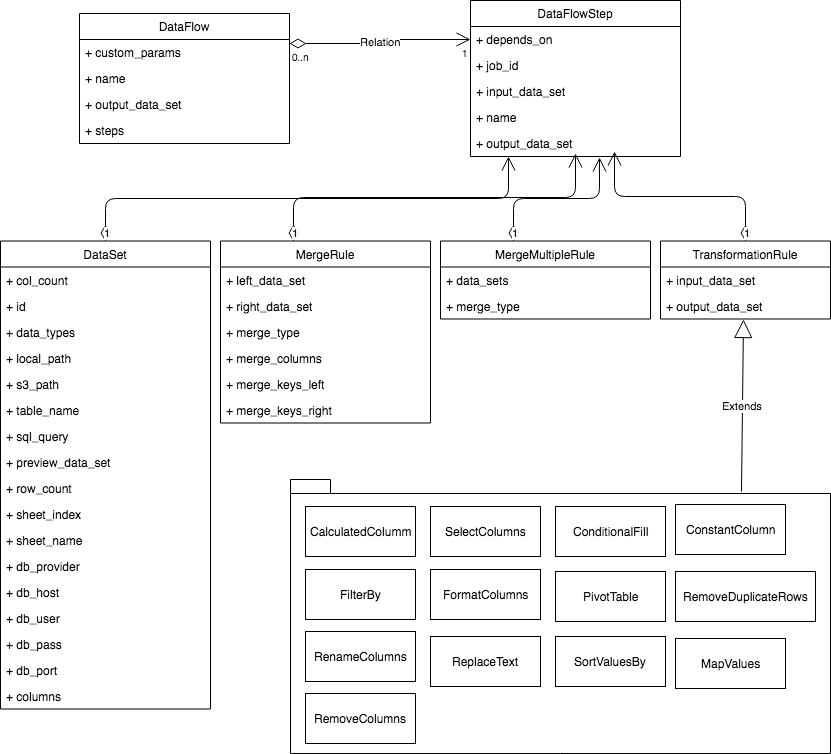 DataFlow
+ custom_params
+ name
+ output_data_set
+ steps
Relation
0..n
1
DataFlowStep
+ depends_on
+ job_id
+ input_data_set
+ name
+ output_data_set
1
1
1
1
DataSet
+ col_count
+ id
+ data_types
+ local_path
+ s3_path
+ table_name
+ sql_query
+ preview_data_set
+ row_count
+ sheet_index
+ sheet_name
+ db_provider
+ db_host
+ db_user
+ db_pass
+ db_port
+ columns
MergeRule
+ left_data_set
+ right_data_set
+ merge_type
+ merge_columns
+ merge_keys_left
+ merge_keys_right
MergeMultipleRule
+ data_sets
+ merge_type
TransformationRule
+ input_data_set
+ output_data_set
Extends
CalculatedColumm
SelectColumns
ConditionalFill
ConstantColumn
FilterBy
FormatColumns
PivotTable
RemoveDuplicateRows
RenameColumns
ReplaceText
SortValuesBy
MapValues
RemoveColumns